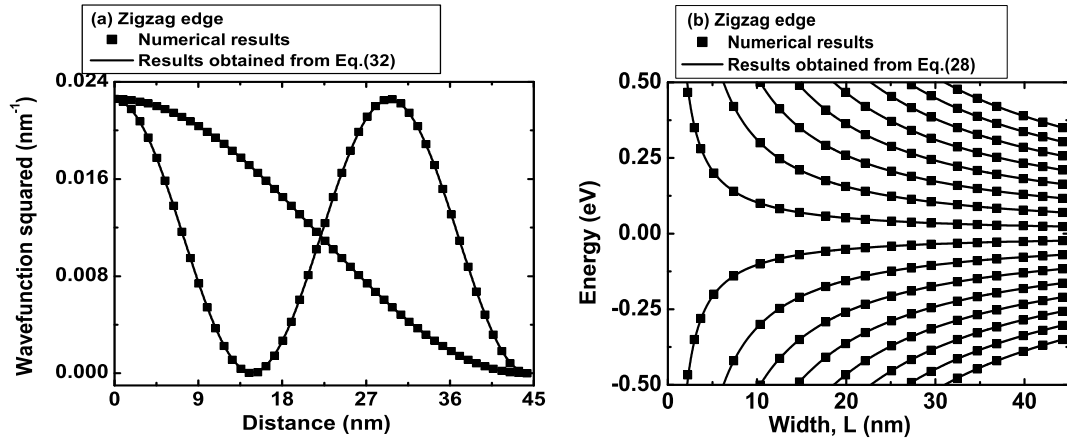 (a) Zigzag edge
Numerical results
Results obtained from Eq.(32)
0.024
0.016
0.008
0.000
Wavefunction squared (nm-1)
0 9 18 27 36 45
Distance (nm)
(b) Zigzag edge
Numerical results
Results obtained from Eq.(28)
0.50
0.25
0.00
-0.25
-0.50
Energy (eV)
0 10 20 30 40
Width, L (nm)